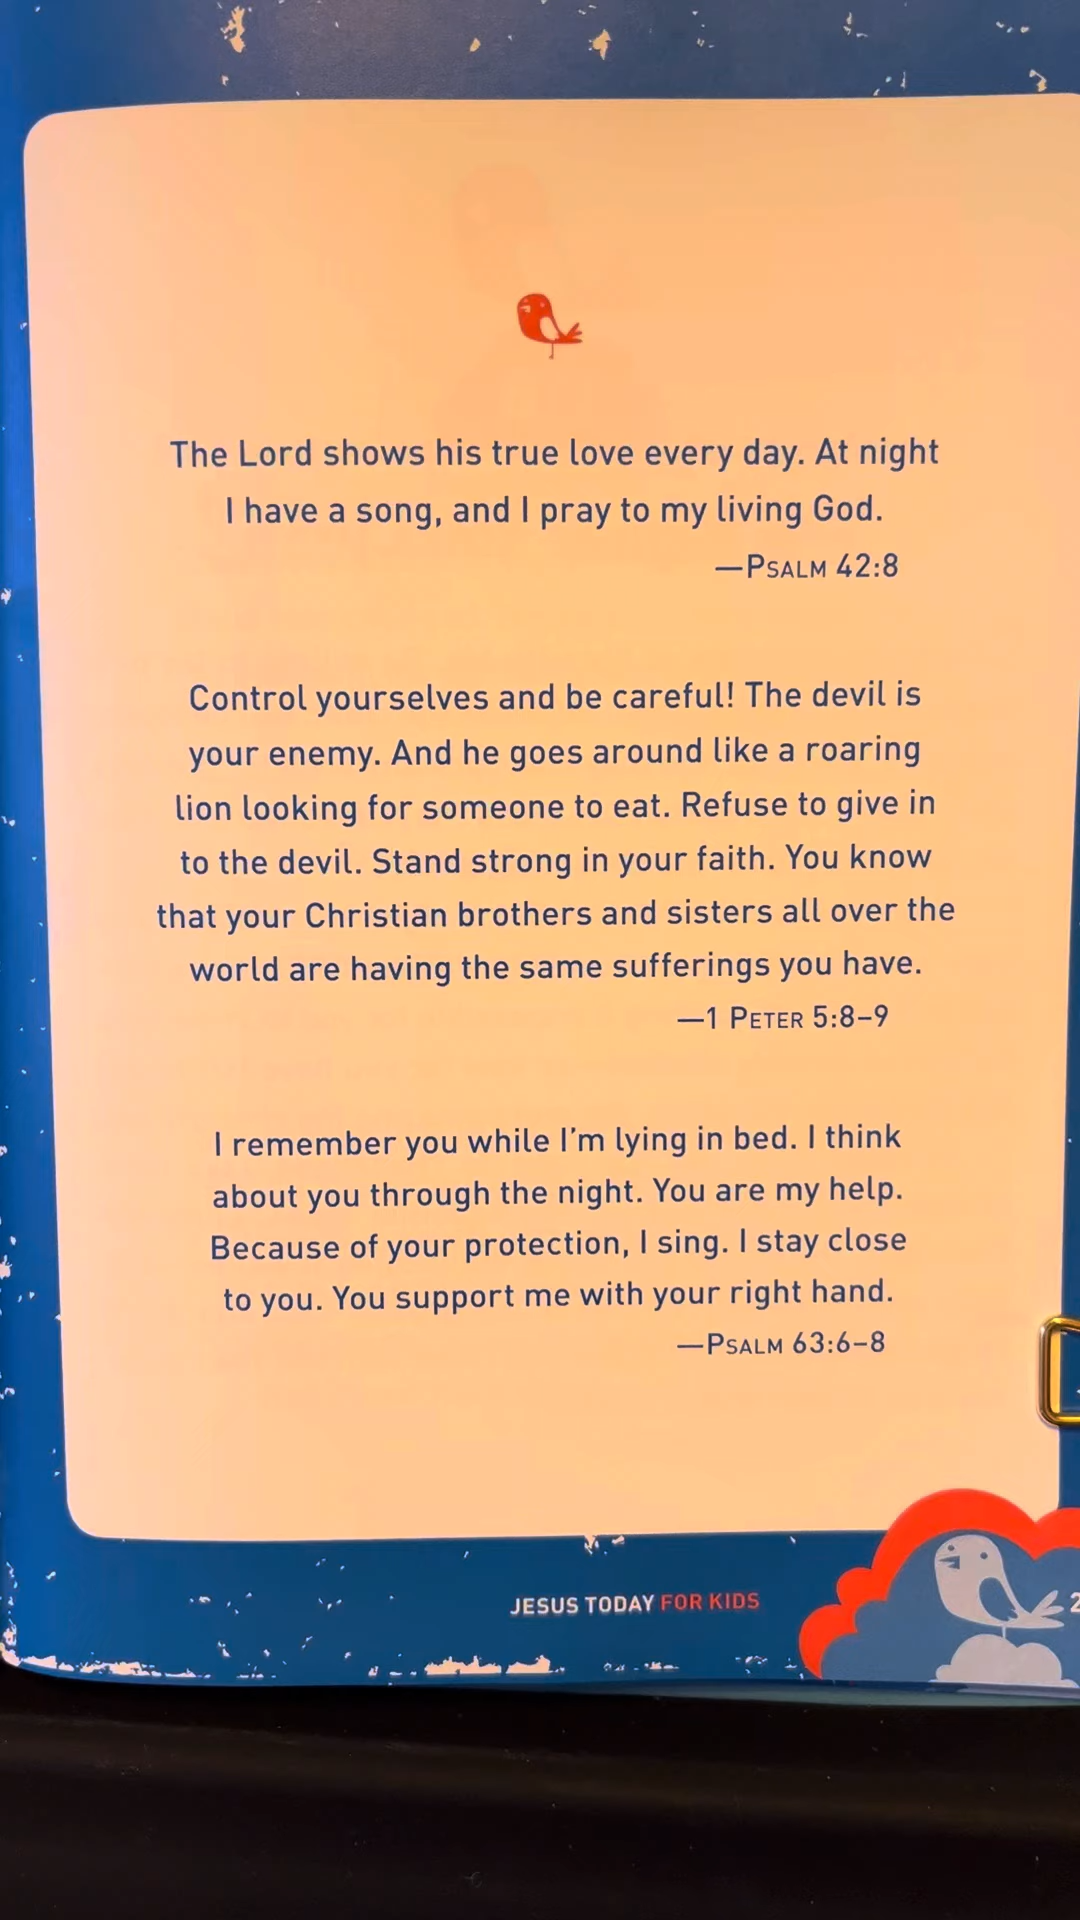 The Lord shows his true love every day. At night
I have a song, and I pray to my living God.
—Psalm 42:8
Control yourselves and be careful! The devil is
your enemy. And he goes around like a roaring
lion looking for someone to eat. Refuse to give in
to the devil. Stand strong in your faith. You know
that your Christian brothers and sisters all over the
world are having the same sufferings you have.
—1 Peter 5:8–9
I remember you while I’m lying in bed. I think
about you through the night. You are my help.
Because of your protection, I sing. I stay close
to you. You support me with your right hand.
—Psalm 63:6–8
JESUS TODAY FOR KIDS